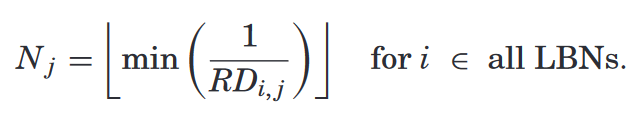 N_j = ⌊ min ( 1 / RD_{i,j} ) ⌋ for i ∈ all LBNs.